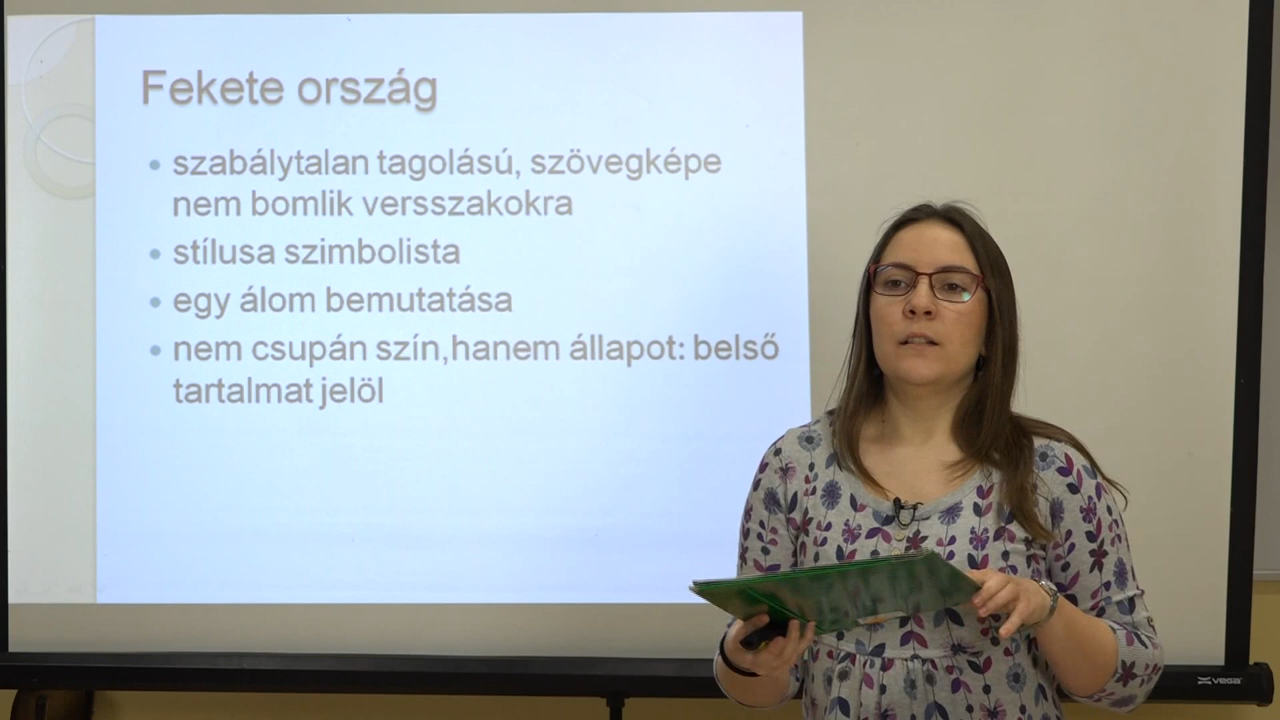 Fekete ország
szabálytalan tagolású, szövegképe
nem bomlik versszakokra
stílusa szimbolista
egy álom bemutatása
nem csupán szín,hanem állapot: belső
tartalmat jelöl
VEGA